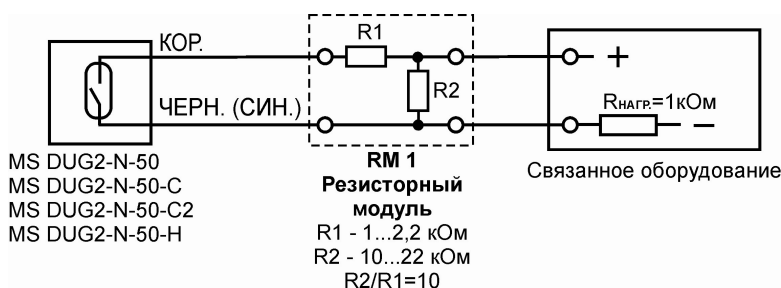 КОР.
ЧЕРН. (СИН.)
MS DUG2-N-50
MS DUG2-N-50-C
MS DUG2-N-50-C2
MS DUG2-N-50-H
R1
R2
RM 1
Резисторный
модуль
R1 - 1...2,2 кОм
R2 - 10...22 кОм
R2/R1=10
+
RНАГР.=1кОм
−
Связанное оборудование